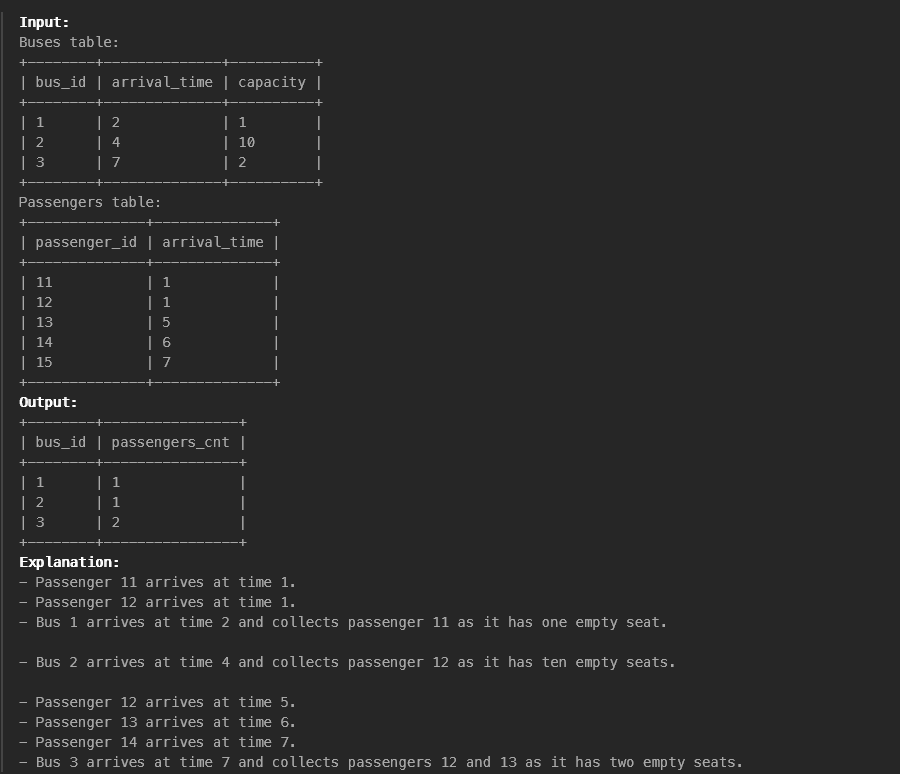 Input:
Buses table:
+--------+--------------+----------+
| bus_id | arrival_time | capacity |
+--------+--------------+----------+
| 1      | 2            | 1        |
| 2      | 4            | 10       |
| 3      | 7            | 2        |
+--------+--------------+----------+
Passengers table:
+--------------+--------------+
| passenger_id | arrival_time |
+--------------+--------------+
| 11           | 1            |
| 12           | 1            |
| 13           | 5            |
| 14           | 6            |
| 15           | 7            |
+--------------+--------------+
Output:
+--------+----------------+
| bus_id | passengers_cnt |
+--------+----------------+
| 1      | 1              |
| 2      | 1              |
| 3      | 2              |
+--------+----------------+
Explanation:
- Passenger 11 arrives at time 1.
- Passenger 12 arrives at time 1.
- Bus 1 arrives at time 2 and collects passenger 11 as it has one empty seat.
- Bus 2 arrives at time 4 and collects passenger 12 as it has ten empty seats.
- Passenger 12 arrives at time 5.
- Passenger 13 arrives at time 6.
- Passenger 14 arrives at time 7.
- Bus 3 arrives at time 7 and collects passengers 12 and 13 as it has two empty seats.